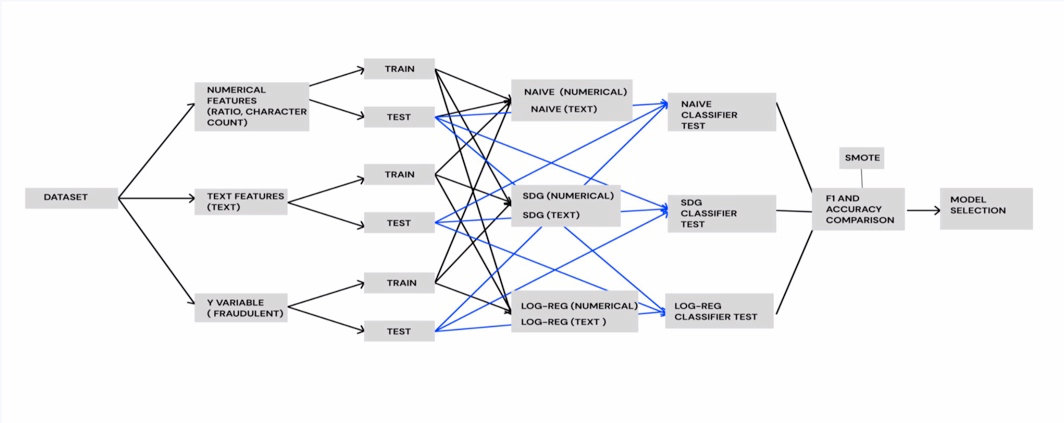 DATASET
NUMERICAL
FEATURES
(RATIO, CHARACTER
COUNT)
TEXT FEATURES
(TEXT)
Y VARIABLE
( FRAUDULENT)
TRAIN
TEST
TRAIN
TEST
TRAIN
TEST
NAIVE (NUMERICAL)
NAIVE (TEXT)
SDG (NUMERICAL)
SDG (TEXT)
LOG-REG (NUMERICAL)
LOG-REG (TEXT )
NAIVE
CLASSIFIER
TEST
SDG
CLASSIFIER
TEST
LOG-REG
CLASSIFIER TEST
SMOTE
F1 AND
ACCURACY
COMPARISON
MODEL
SELECTION